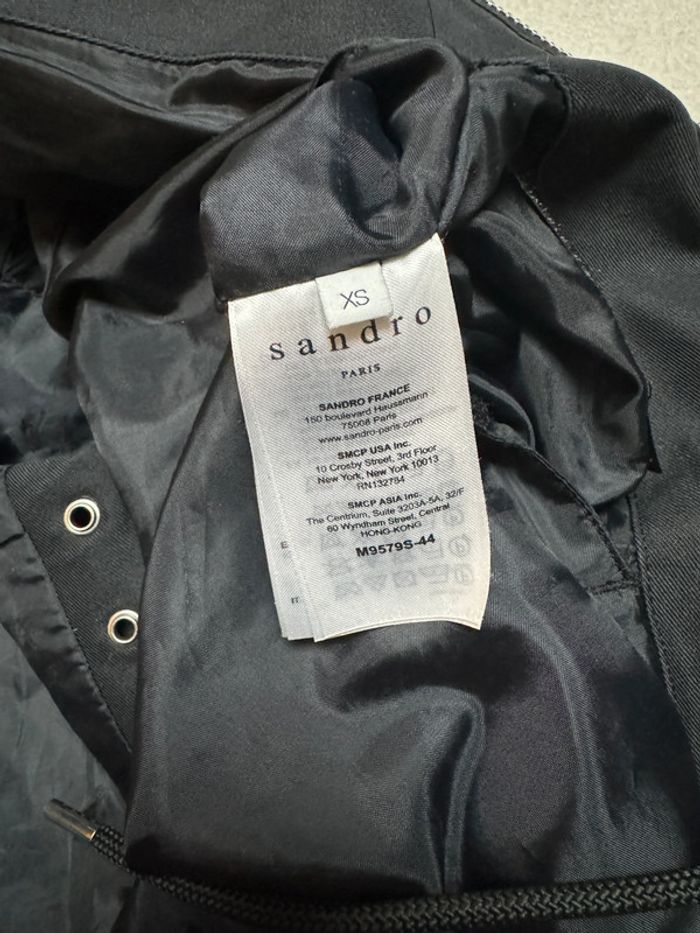 XS
sandro
PARIS
SANDRO FRANCE
150 boulevard Haussmann
75008 Paris
www.sandro-paris.com
SMCP USA Inc.
10 Crosby Street, 3rd Floor
New York, New York 10013
RN132784
SMCP ASIA Inc.
The Centrium, Suite 3203A-5A, 32/F
60 Wyndham Street, Central
HONG-KONG
M9579S-44
IT